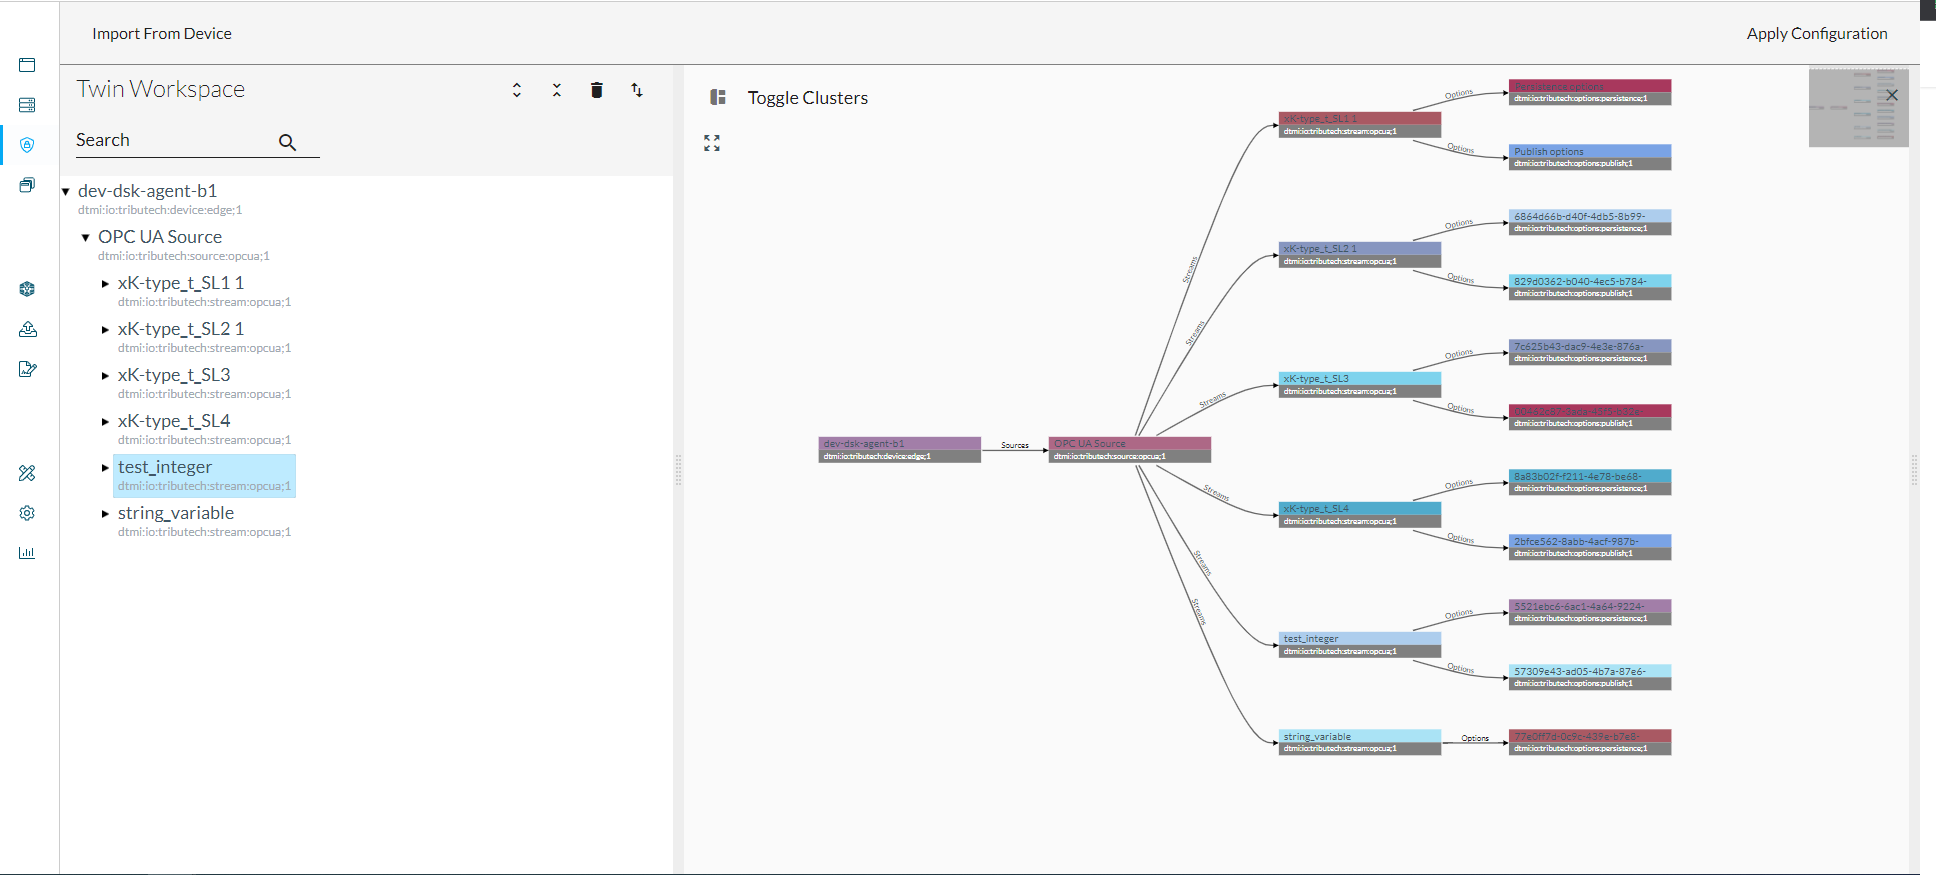 Import From Device
Apply Configuration
Twin Workspace
Search
dev-dsk-agent-b1
dtmi:io:tributech:device:edge;1
OPC UA Source
dtmi:io:tributech:source:opcua;1
xK-type_t_SL1 1
dtmi:io:tributech:stream:opcua;1
xK-type_t_SL2 1
dtmi:io:tributech:stream:opcua;1
xK-type_t_SL3
dtmi:io:tributech:stream:opcua;1
xK-type_t_SL4
dtmi:io:tributech:stream:opcua;1
test_integer
dtmi:io:tributech:stream:opcua;1
string_variable
dtmi:io:tributech:stream:opcua;1
Toggle Clusters
dev-dsk-agent-b1
dtmi:io:tributech:device:edge;1
Sources
OPC UA Source
dtmi:io:tributech:source:opcua;1
Streams
Streams
Streams
Streams
Streams
Streams
xK-type_t_SL1 1
dtmi:io:tributech:stream:opcua;1
Options
Persistence options
dtmi:io:tributech:options:persistence;1
Options
Publish options
dtmi:io:tributech:options:publish;1
xK-type_t_SL2 1
dtmi:io:tributech:stream:opcua;1
Options
6864d66b-d40f-4db5-8b99-
dtmi:io:tributech:options:persistence;1
Options
829d0362-b040-4ec5-b784-
dtmi:io:tributech:options:publish;1
xK-type_t_SL3
dtmi:io:tributech:stream:opcua;1
Options
7c625b43-dac9-4e3e-876a-
dtmi:io:tributech:options:persistence;1
Options
dtmi:io:tributech:options:publish;1
xK-type_t_SL4
dtmi:io:tributech:stream:opcua;1
Options
8a83b02f-f211-4e78-be68-
dtmi:io:tributech:options:persistence;1
Options
2bfce562-8abb-4acf-987b-
dtmi:io:tributech:options:publish;1
test_integer
dtmi:io:tributech:stream:opcua;1
Options
5521ebc6-6ac1-4a64-9224-
dtmi:io:tributech:options:persistence;1
Options
57309e43-ad05-4b7a-87e6-
dtmi:io:tributech:options:publish;1
string_variable
dtmi:io:tributech:stream:opcua;1
Options
77e0ff7d-0c9c-439e-b7e8-
dtmi:io:tributech:options:persistence;1